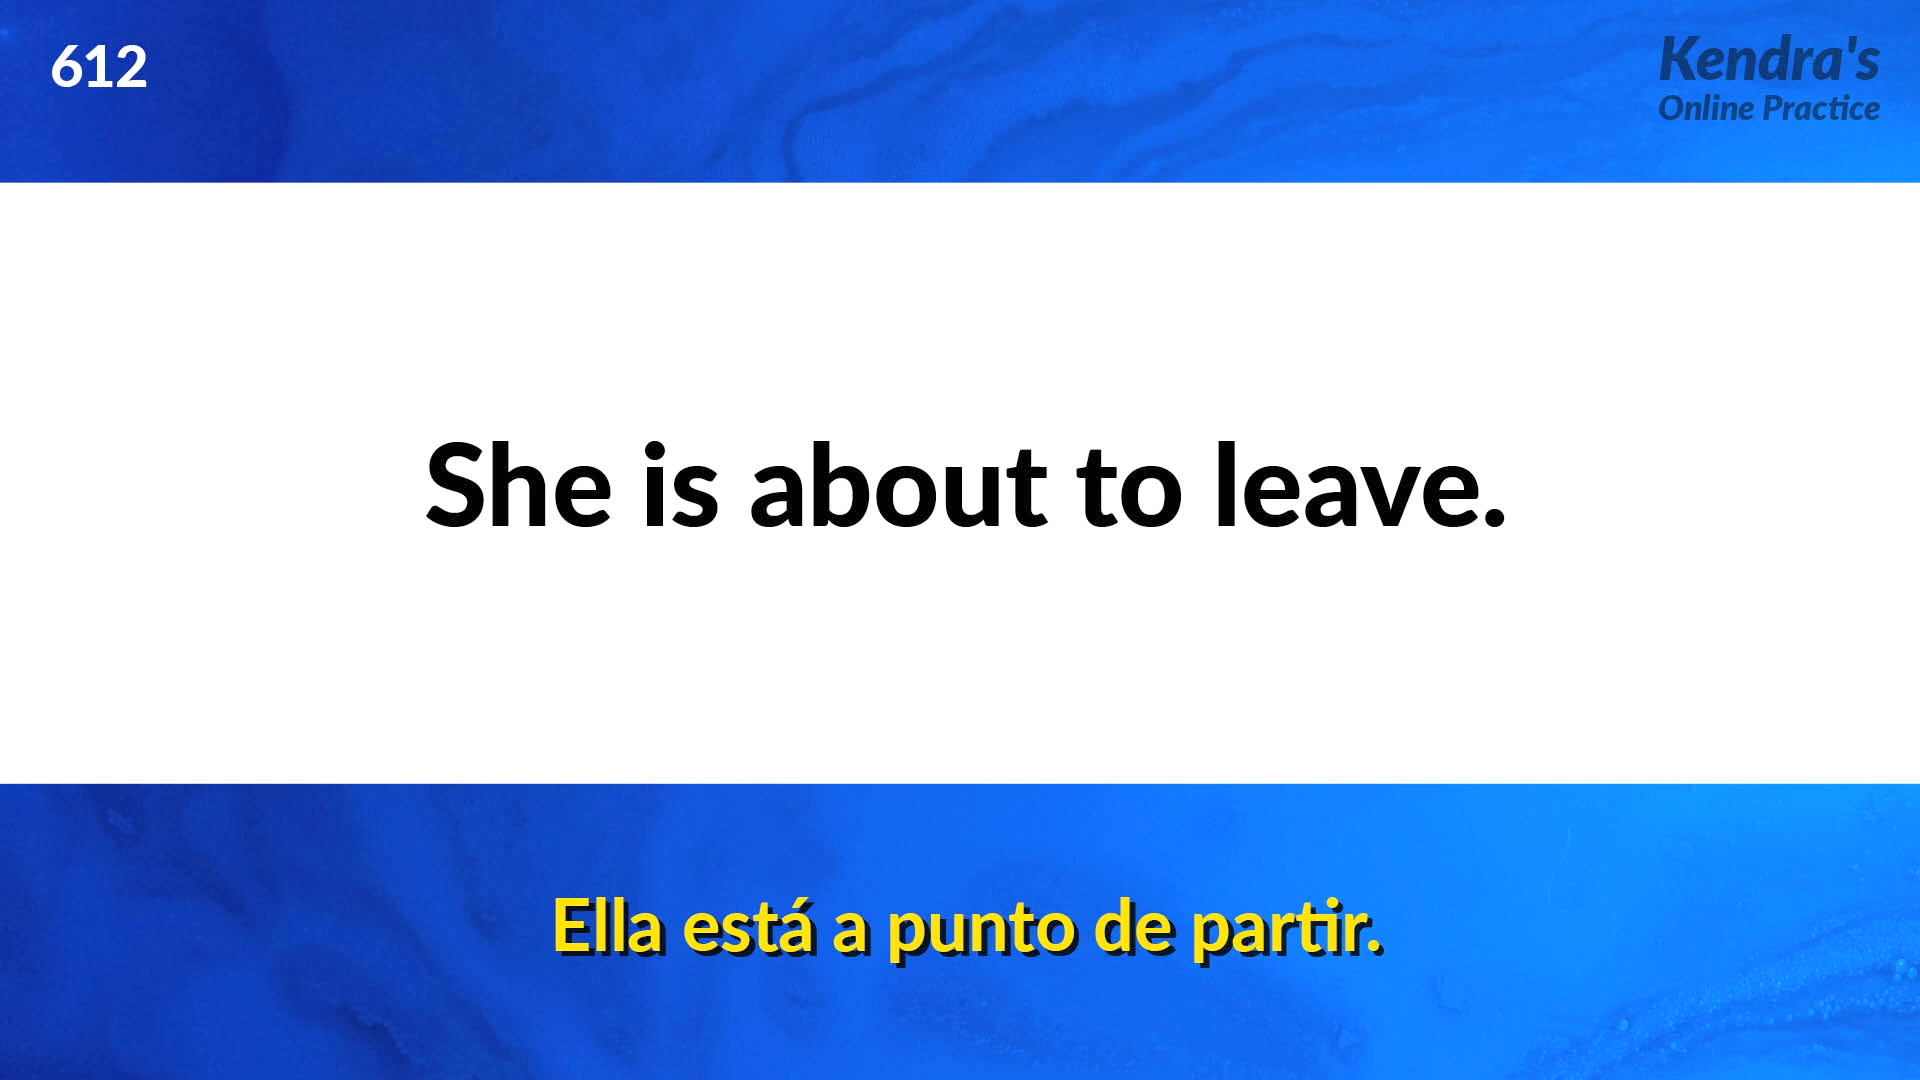 612
Kendra's
Online Practice
She is about to leave.
Ella está a punto de partir.